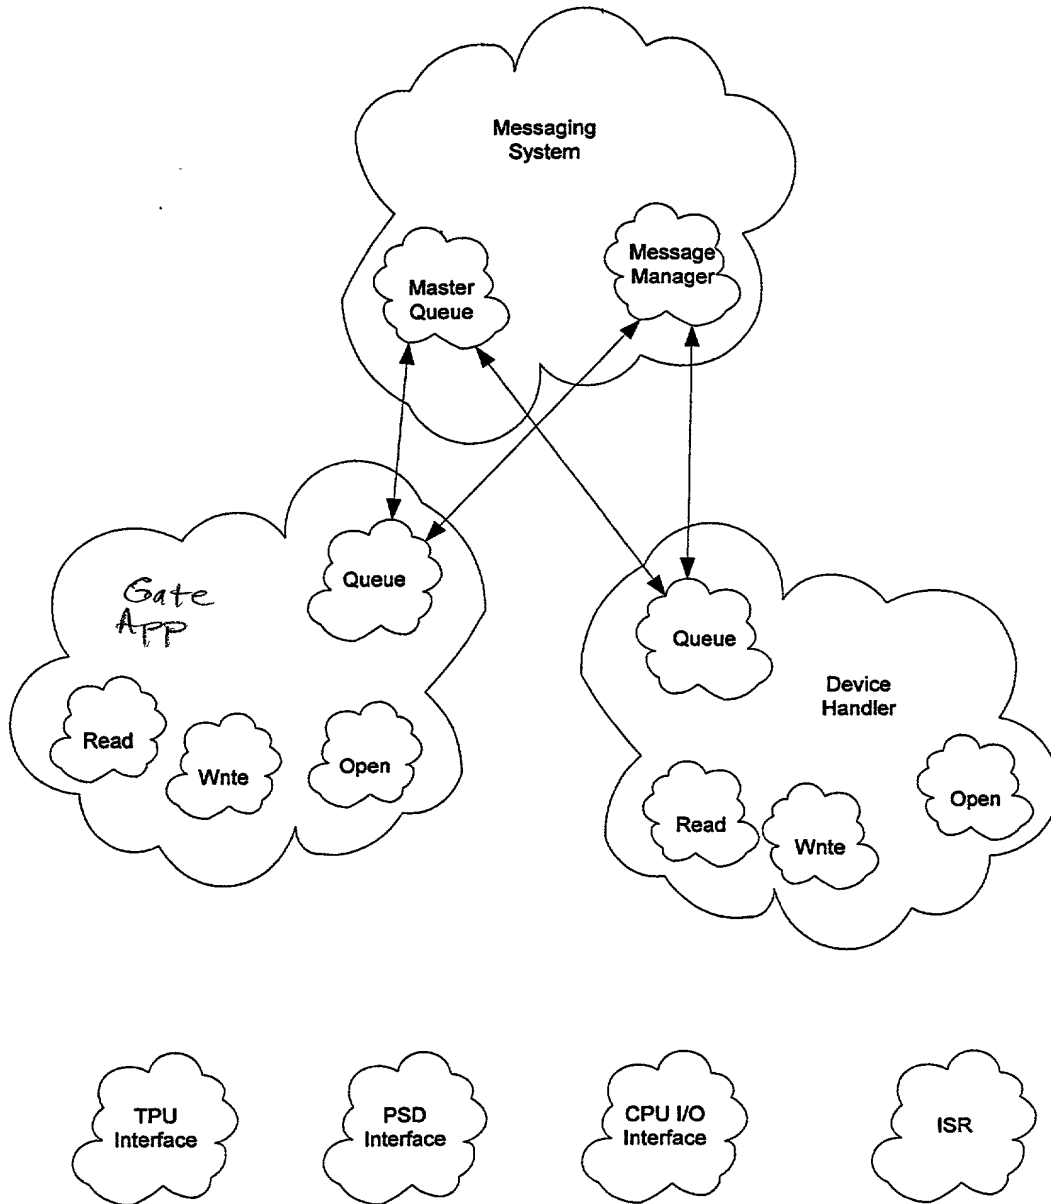 Messaging
System
Message
Manager
Master
Queue
Queue
Gate
App
Queue
Device
Handler
Read
Wnte
Open
Read
Wnte
Open
TPU
Interface
PSD
Interface
CPU I/O
Interface
ISR